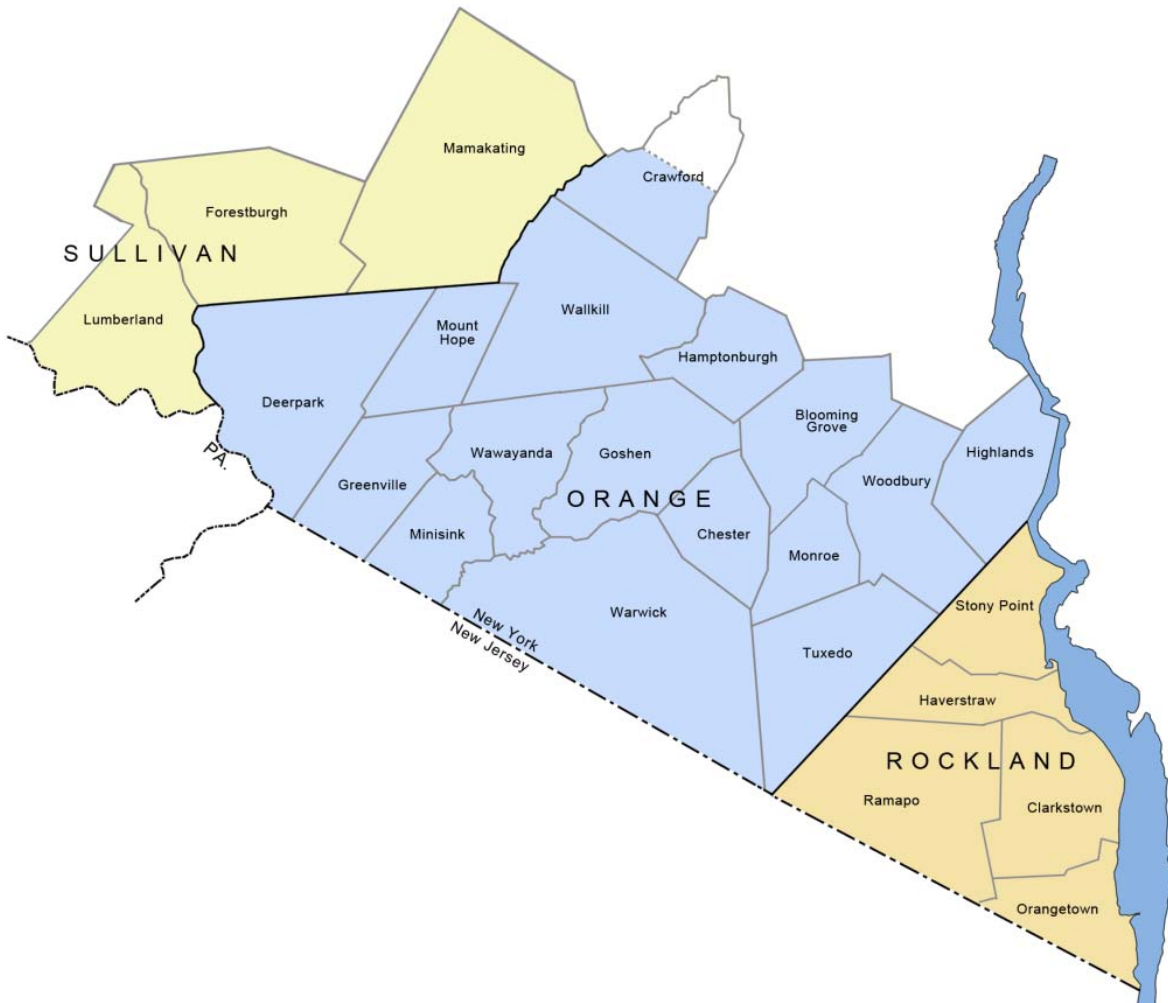 Mamakating
Crawford
Forestburgh
SULLIVAN
Lumberland
Wallkill
Mount
Hope
Hamptonburgh
Deerpark
Blooming
Grove
PA.
Wawayanda
Goshen
Highlands
Greenville
Woodbury
ORANGE
Minisink
Chester
Monroe
Warwick
Stony Point
New York
New Jersey
Tuxedo
Haverstraw
ROCKLAND
Ramapo
Clarkstown
Orangetown